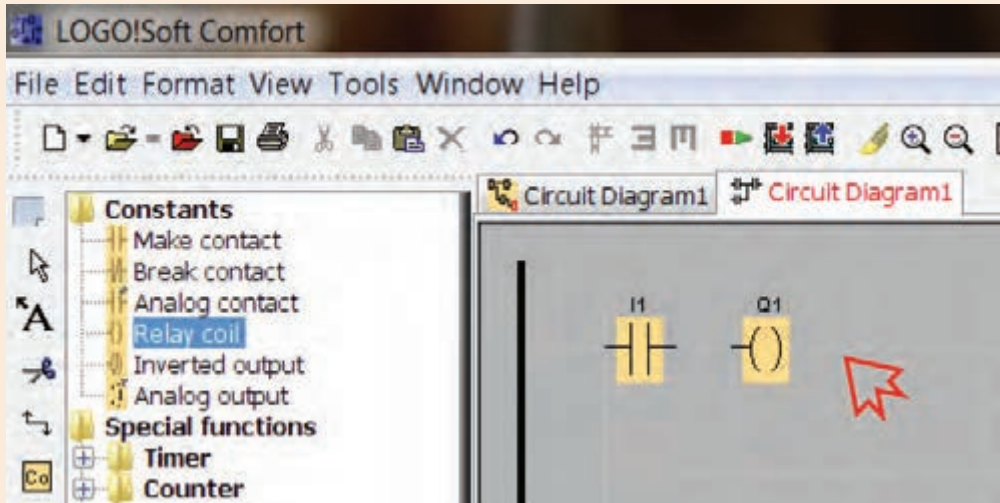 LOGO!Soft Comfort
File Edit Format View Tools Window Help
Circuit Diagram1 Circuit Diagram1
Constants
Make contact
Break contact
Analog contact
Relay coil
Inverted output
Analog output
Special functions
Timer
Counter
A
Co
I1 Q1